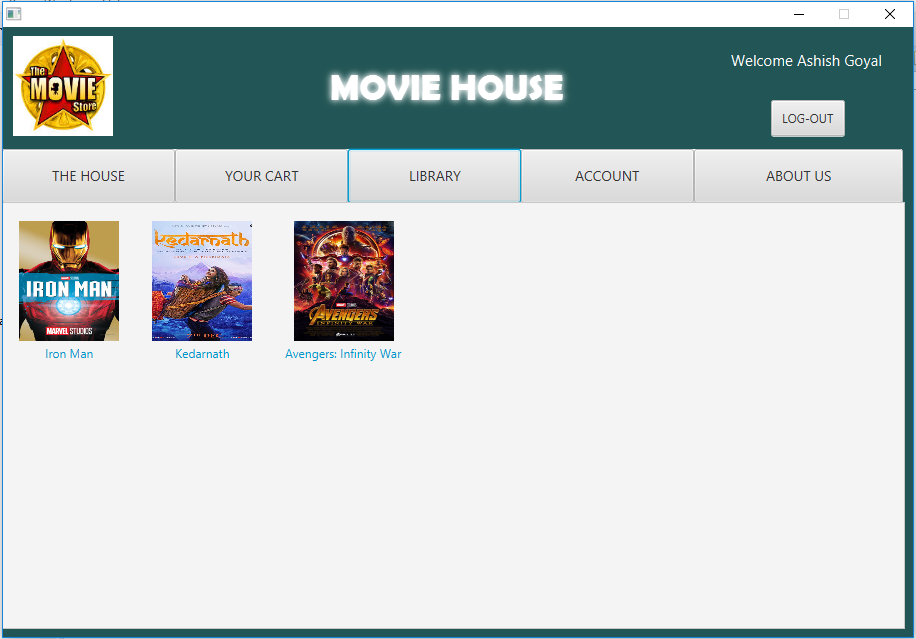 The
MOVIE
Store
MOVIE HOUSE
Welcome Ashish Goyal
LOG-OUT
THE HOUSE
YOUR CART
LIBRARY
ACCOUNT
ABOUT US
IRON MAN
MARVEL STUDIOS
Iron Man
kedarnath
Kedarnath
AVENGERS
INFINITY WAR
Avengers: Infinity War